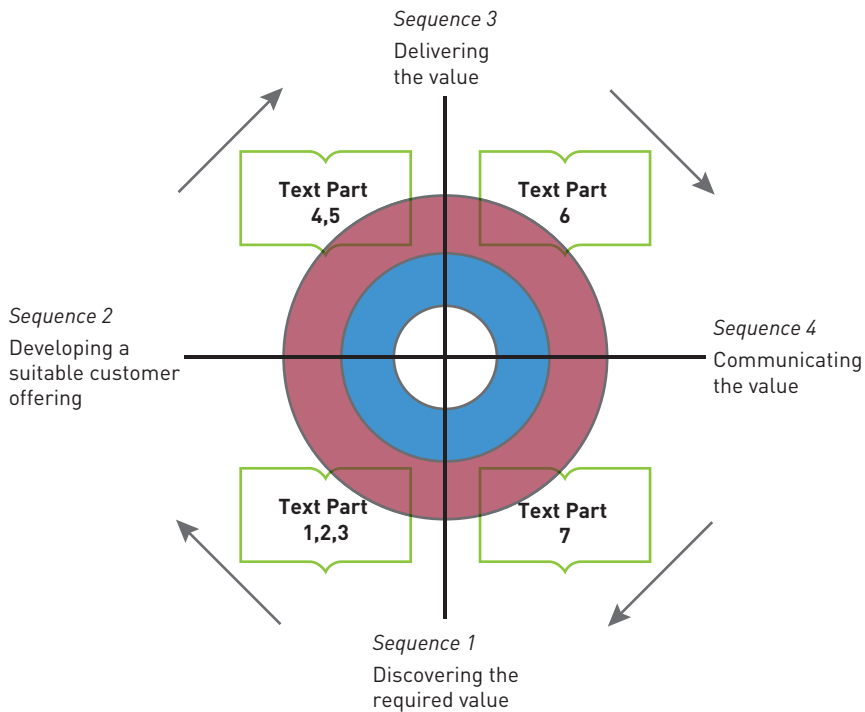 Sequence 3
Delivering
the value
Text Part
4,5
Text Part
6
Sequence 2
Developing a
suitable customer
offering
Sequence 4
Communicating
the value
Text Part
1,2,3
Text Part
7
Sequence 1
Discovering the
required value